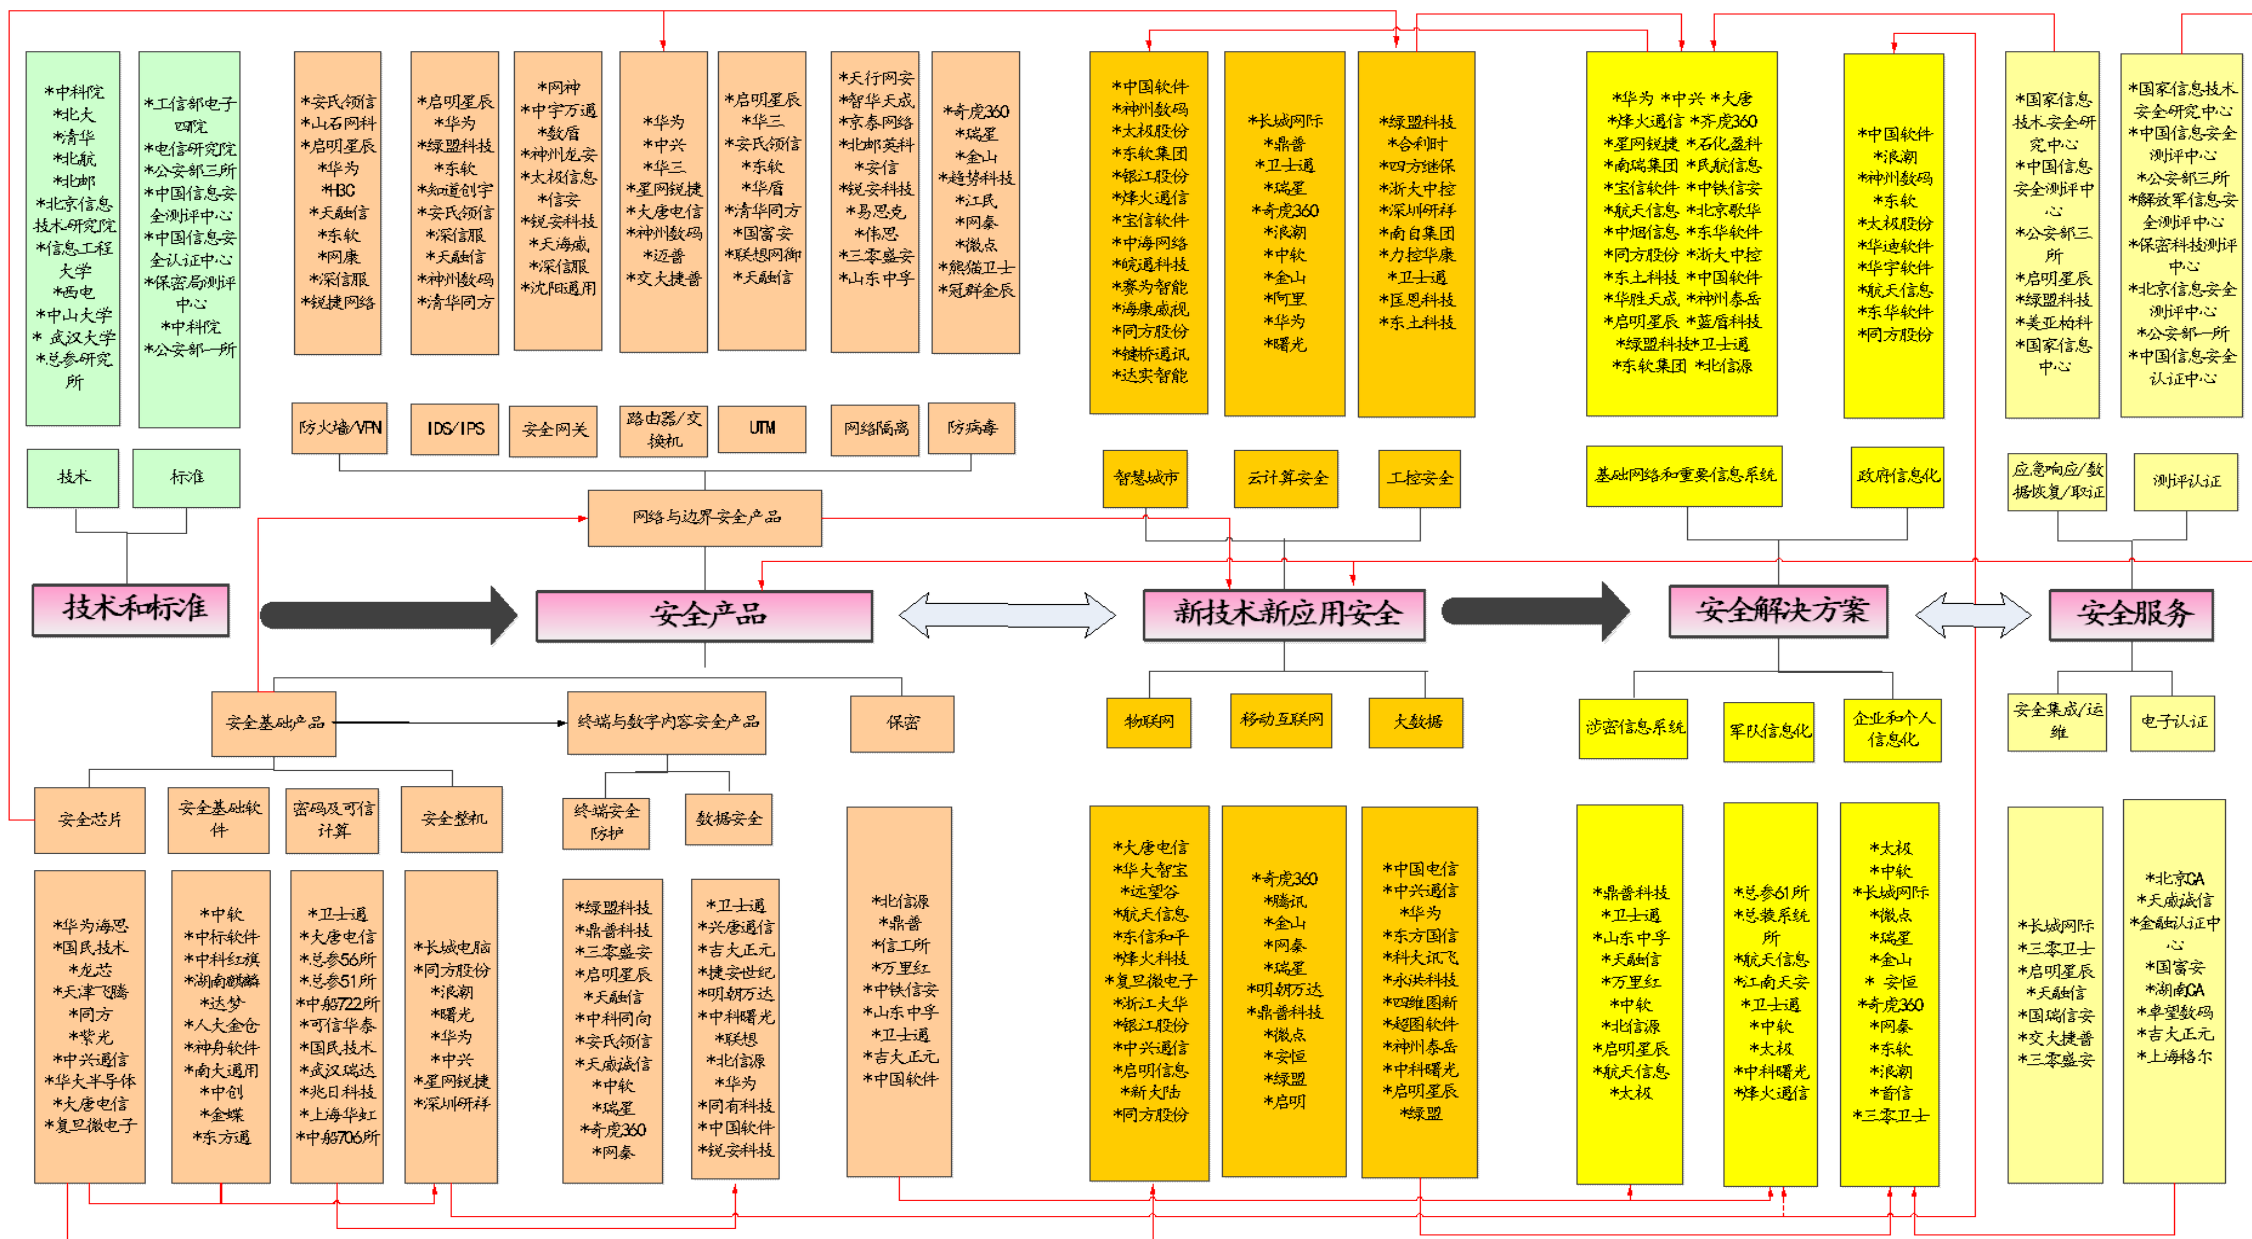 *中科院
*北大
*清华
*北航
*北邮
*北京信息
技术研究院
*信息工程
大学
*西电
*中山大学
* 武汉大学
*总参研究
所
*工信部电子
四院
*电信研究院
*公安部三所
*中国信息安
全测评中心
*中国信息安
全认证中心
*保密局测评
中心
*中科院
*公安部一所
*安氏领信
*山石网科
*启明星辰
*华为
*H3C
*天融信
*东软
*网康
*深信服
*锐捷网络
*启明星辰
*华为
*绿盟科技
*东软
*知道创宇
*安氏领信
*深信服
*天融信
*神州数码
*清华同方
*网神
*中宇万通
*数盾
*神州龙安
*太极信息
*信安
*锐安科技
*天海威
*深信服
*沈阳通用
*华为
*中兴
*华三
*星网锐捷
*大唐电信
*神州数码
*迈普
*交大捷普
*启明星辰
*华三
*安氏领信
*东软
*华盾
*清华同方
*国富安
*联想网御
*天融信
*天行网安
*智华天成
*京泰网络
*北邮英科
*安信
*锐安科技
*易思克
*伟思
*三零盛安
*山东中孚
*奇虎360
*瑞星
*金山
*趋势科技
*江民
*网秦
*微点
*熊猫卫士
*冠群金辰
*中国软件
*神州数码
*太极股份
*东软集团
*银江股份
*烽火通信
*宝信软件
*中海网络
*皖通科技
*赛为智能
*海康威视
*同方股份
*键桥通讯
*达实智能
*长城网际
*鼎普
*卫士通
*瑞星
*奇虎360
*浪潮
*中软
*金山
*阿里
*华为
*曙光
*绿盟科技
*合利时
*四方继保
*浙大中控
*深圳研祥
*南自集团
*力控华康
*卫士通
*匡恩科技
*东土科技
*华为 *中兴 *大唐
*烽火通信 *齐虎360
*星网锐捷 *石化盈科
*南瑞集团 *民航信息
*宝信软件 *中铁信安
*航天信息 *北京歌华
*中烟信息 *东华软件
*同方股份 *浙大中控
*东土科技 *中国软件
*华胜天成 *神州泰岳
*启明星辰 *蓝盾科技
*绿盟科技*卫士通
*东软集团 *北信源
*中国软件
*浪潮
*神州数码
*东软
*太极股份
*华迪软件
*华宇软件
*航天信息
*东华软件
*同方股份
*国家信息
技术安全研
究中心
*中国信息
安全测评中
心
*公安部三
所
*启明星辰
*绿盟科技
*美亚柏科
*国家信息
中心
*国家信息技术
安全研究中心
*中国信息安全
测评中心
*公安部三所
*解放军信息安
全测评中心
*保密科技测评
中心
*北京信息安全
测评中心
*公安部一所
*中国信息安全
认证中心
防火墙/VPN
IDS/IPS
安全网关
路由器/交
换机
UTM
网络隔离
防病毒
技术
标准
智慧城市
云计算安全
工控安全
基础网络和重要信息系统
政府信息化
应急响应/数
据恢复/取证
测评认证
网络与边界安全产品
技术和标准
安全产品
新技术新应用安全
安全解决方案
安全服务
安全基础产品
终端与数字内容安全产品
保密
物联网
移动互联网
大数据
涉密信息系统
军队信息化
企业和个人
信息化
安全集成/运
维
电子认证
安全芯片
安全基础软
件
密码及可信
计算
安全整机
终端安全
防护
数据安全
*华为海思
*国民技术
*龙芯
*天津飞腾
*同方
*紫光
*中兴通信
*华大半导体
*大唐电信
*复旦微电子
*中软
*中标软件
*中科红旗
*湖南麒麟
*达梦
*人大金仓
*神舟软件
*南大通用
*中创
*金蝶
*东方通
*卫士通
*大唐电信
*总参56所
*总参51所
*中船722所
*可信华泰
*国民技术
*武汉瑞达
*兆日科技
*上海华虹
*中船706所
*长城电脑
*同方股份
*浪潮
*曙光
*华为
*中兴
*星网锐捷
*深圳研祥
*绿盟科技
*鼎普科技
*三零盛安
*启明星辰
*天融信
*中科同向
*安氏领信
*天威诚信
*中软
*瑞星
*奇虎360
*网秦
*卫士通
*兴唐通信
*吉大正元
*捷安世纪
*明朝万达
*中科曙光
*联想
*北信源
*华为
*同有科技
*中国软件
*锐安科技
*北信源
*鼎普
*信工所
*万里红
*中铁信安
*山东中孚
*卫士通
*吉大正元
*中国软件
*大唐电信
*华大智宝
*远望谷
*航天信息
*东信和平
*烽火科技
*复旦微电子
*浙江大华
*银江股份
*中兴通信
*启明信息
*新大陆
*同方股份
*奇虎360
*腾讯
*金山
*网秦
*瑞星
*明朝万达
*鼎普科技
*微点
*安恒
*绿盟
*启明
*中国电信
*中兴通信
*华为
*东方国信
*科大讯飞
*永洪科技
*四维图新
*超图软件
*神州泰岳
*中科曙光
*启明星辰
*绿盟
*鼎普科技
*卫士通
*山东中孚
*天融信
*万里红
*中软
*北信源
*启明星辰
*航天信息
*太极
*总参61所
*总装系统
所
*航天信息
*江南天安
*卫士通
*中软
*太极
*中科曙光
*烽火通信
*太极
*中软
*长城网际
*微点
*瑞星
*金山
* 安恒
*奇虎360
*网秦
*东软
*浪潮
*首信
*三零卫士
*长城网际
*三零卫士
*启明星辰
*天融信
*国瑞信安
*交大捷普
*三零盛安
*北京CA
*天威诚信
*金融认证中
心
*国富安
*湖南CA
*卓望数码
*吉大正元
*上海格尔